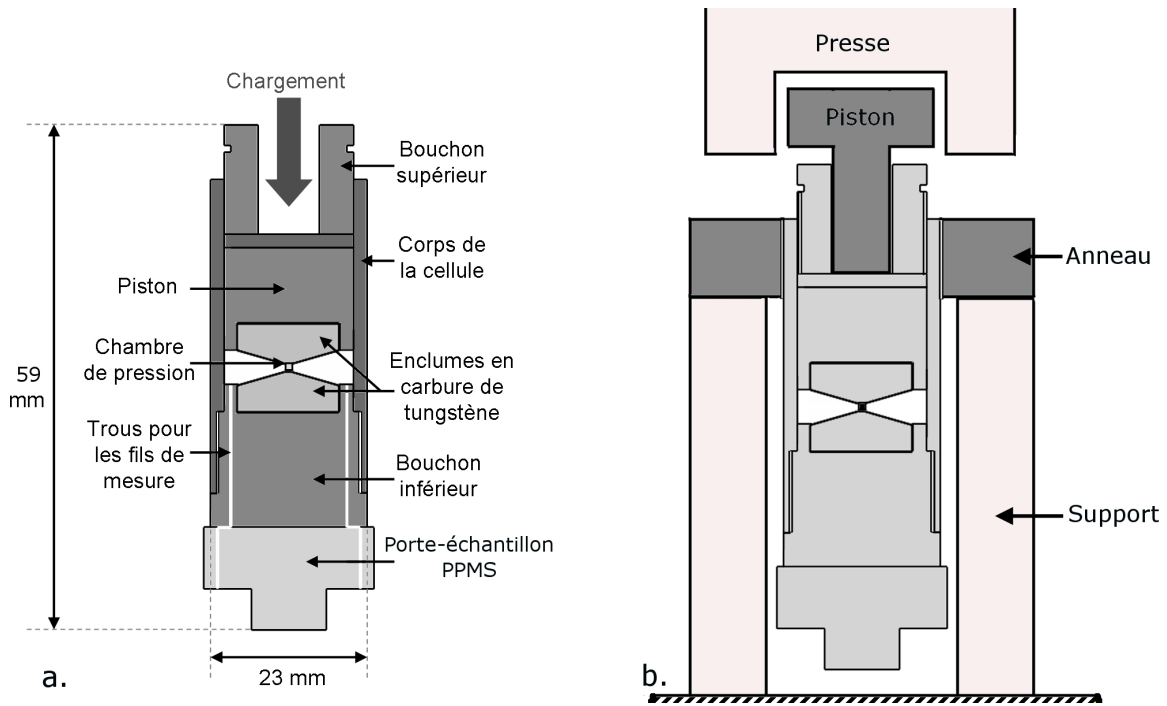 Chargement
Bouchon
supérieur
Corps de
la cellule
Piston
Chambre
de pression
Enclumes en
carbure de
tungstène
59
mm
Trous pour
les fils de
mesure
Bouchon
inférieur
Porte-échantillon
PPMS
23 mm
a.
Presse
Piston
Anneau
Support
b.